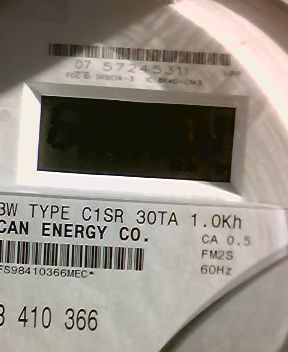 07 57245311
3W TYPE C1SR 30TA 1.0Kh
CAN ENERGY CO.
CA 0.5
FM2S
60Hz
FS98410366MEC*
410 366